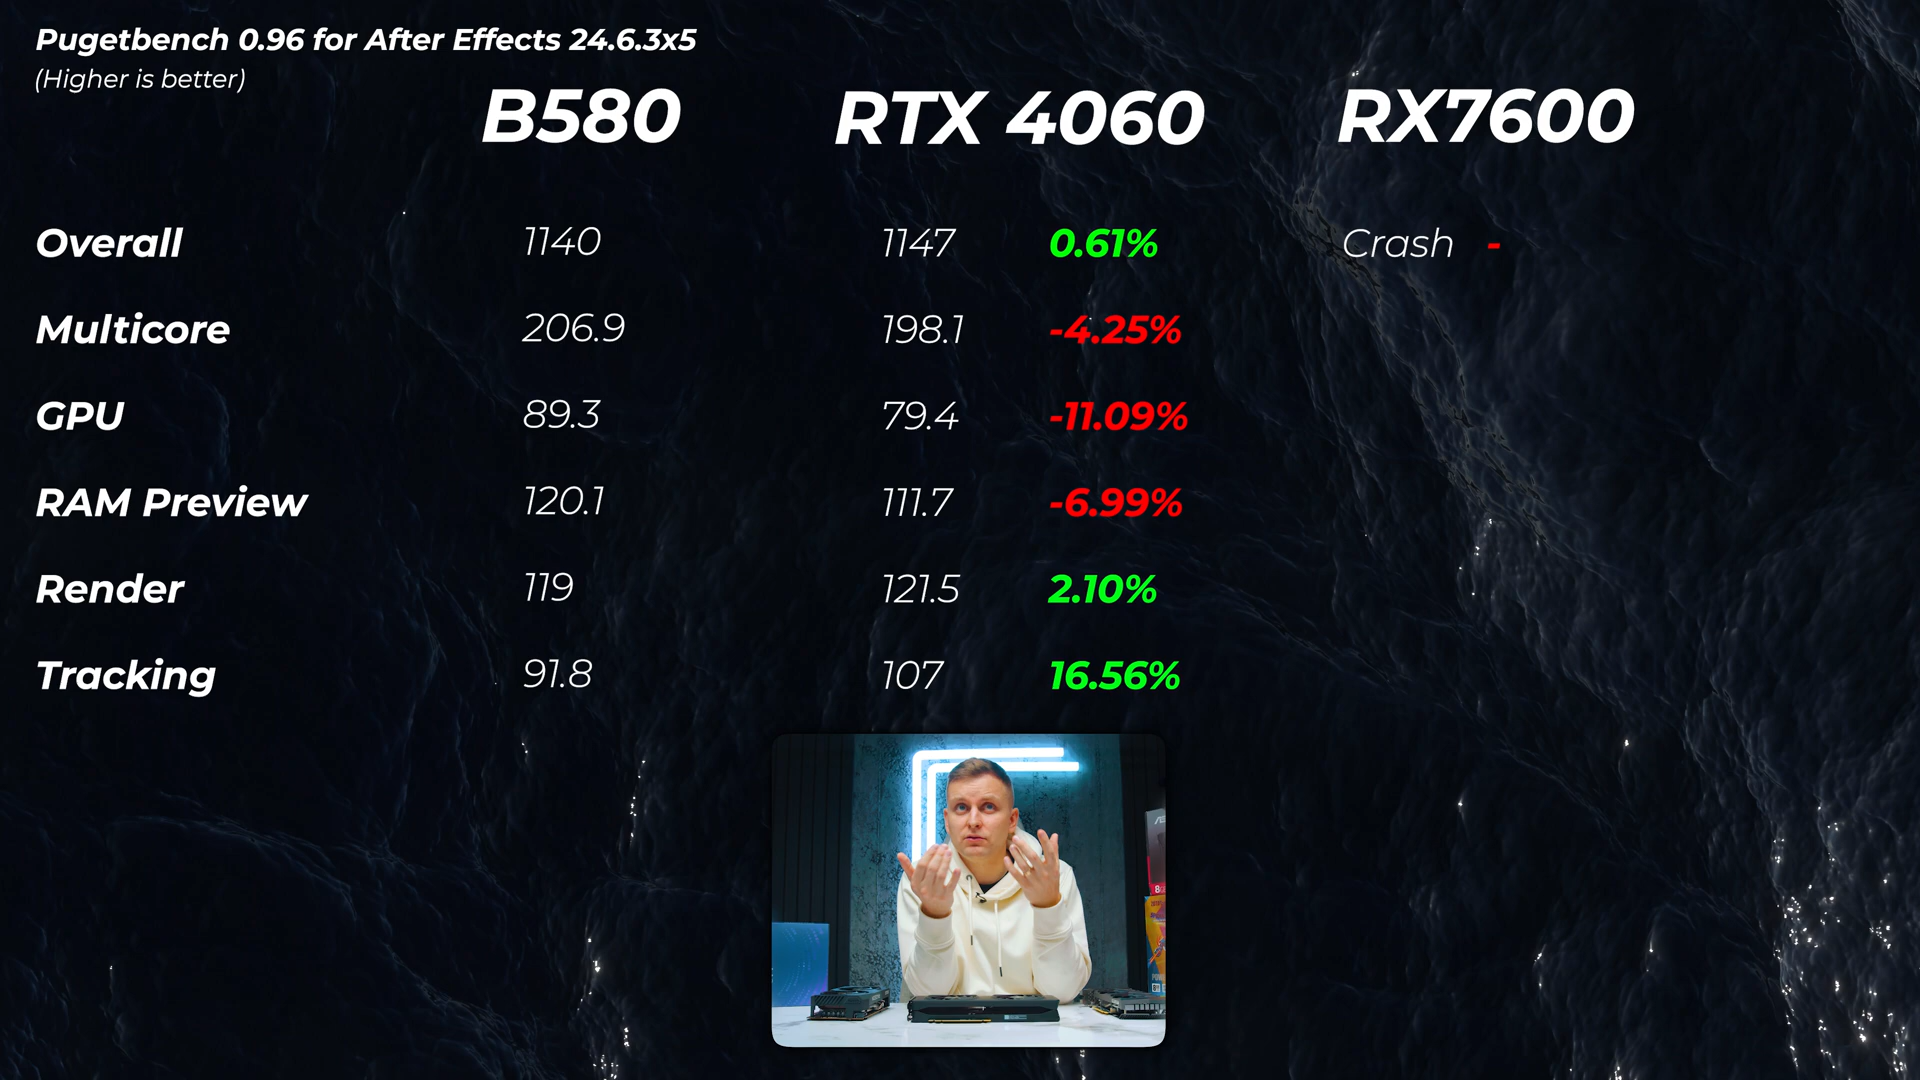 Pugetbench 0.96 for After Effects 24.6.3x5
(Higher is better)
B580 RTX 4060 RX7600
Overall 1140 1147 0.61% Crash -
Multicore 206.9 198.1 -4.25%
GPU 89.3 79.4 -11.09%
RAM Preview 120.1 111.7 -6.99%
Render 119 121.5 2.10%
Tracking 91.8 107 16.56%